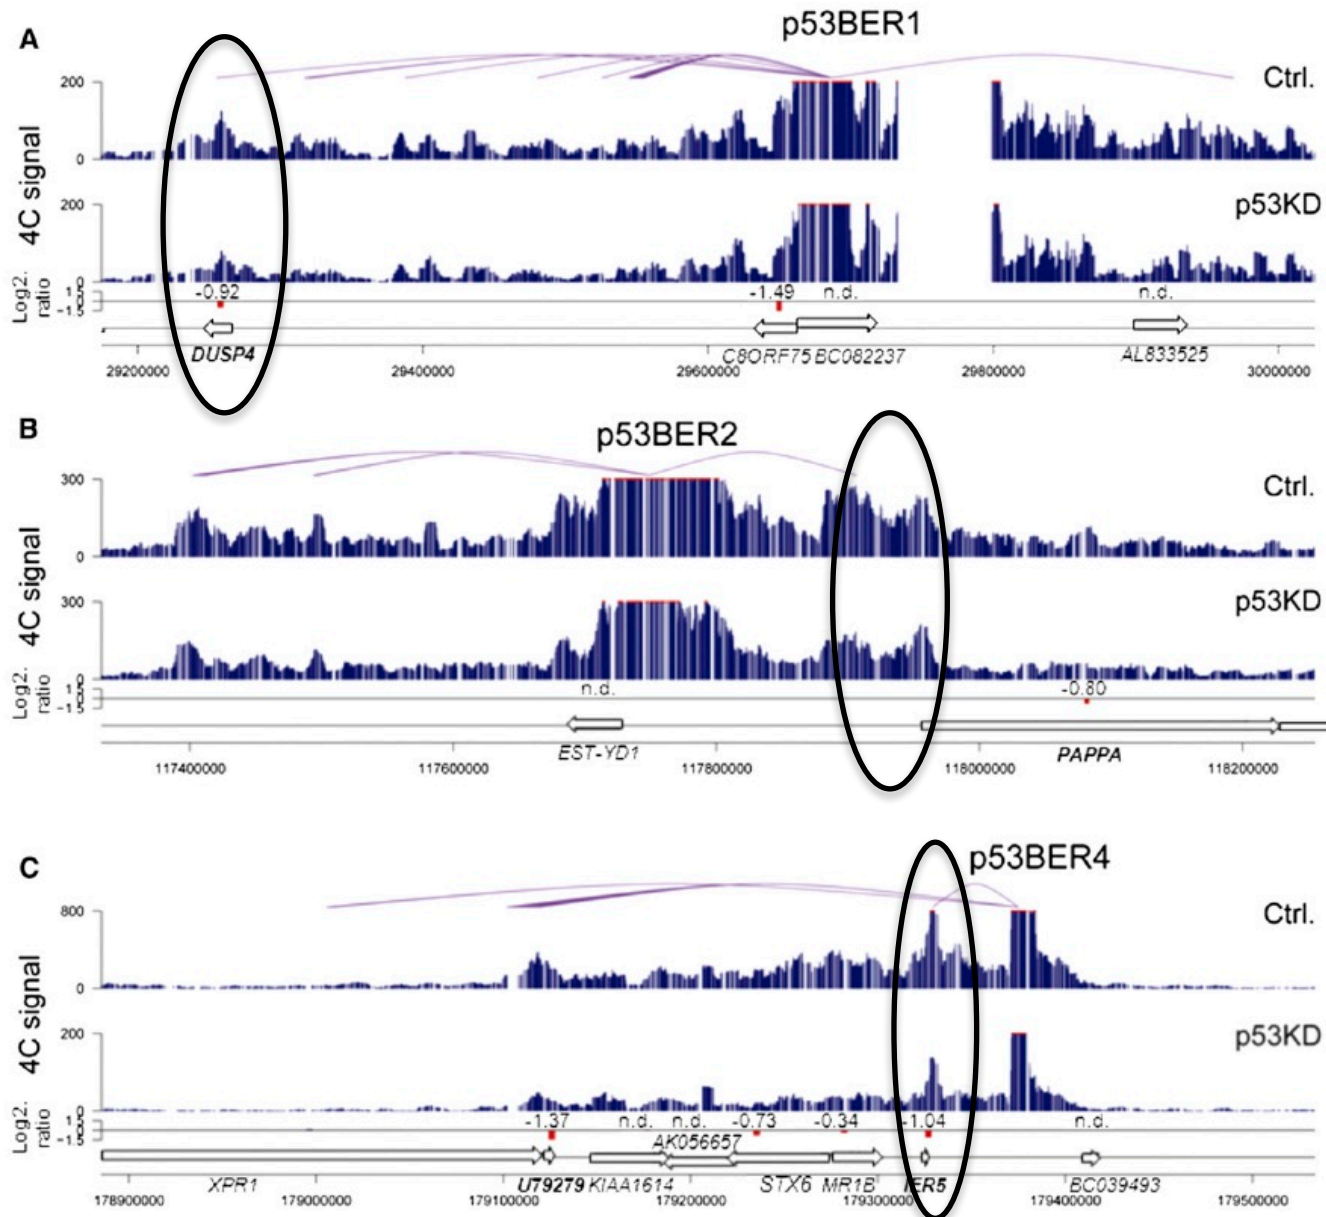 A
p53BER1
Ctrl.
200
0
4C signal
p53KD
200
0
Log2. ratio
1.5
0
-1.5
-0.92 -1.49 n.d. n.d.
DUSP4 C8ORF75 BC082237 AL833525
29200000 29400000 29600000 29800000 30000000
B
p53BER2
Ctrl.
300
0
4C signal
p53KD
300
0
Log2. ratio
1.5
0
-1.5
n.d. -0.80
EST-YD1 PAPPA
117400000 117600000 117800000 118000000 118200000
C
p53BER4
Ctrl.
800
0
4C signal
p53KD
200
0
Log2. ratio
1.5
0
-1.5
-1.37 n.d. n.d. -0.73 -0.34 -1.04 n.d.
AK056657
XPR1 U79279 KIAA1614 STX6 MR1B IER5 BC039493
178900000 179000000 179100000 179200000 179300000 179400000 179500000